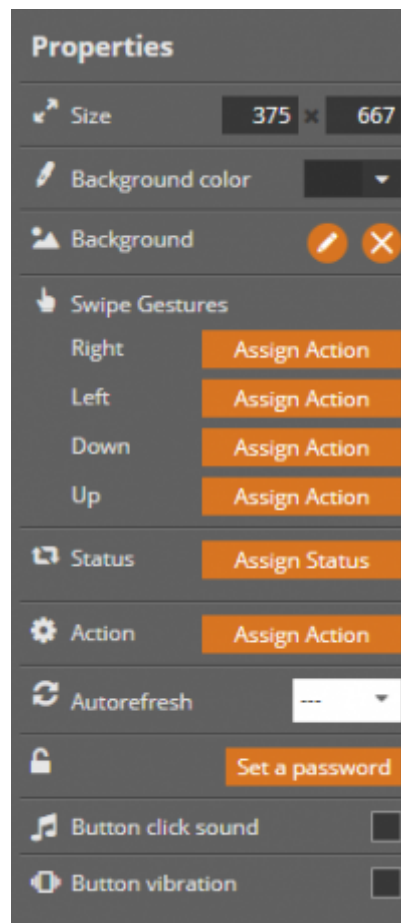 Properties
Size 375 × 667
Background color
Background
Swipe Gestures
Right Assign Action
Left Assign Action
Down Assign Action
Up Assign Action
Status Assign Status
Action Assign Action
Autorefresh ---
Set a password
Button click sound
Button vibration